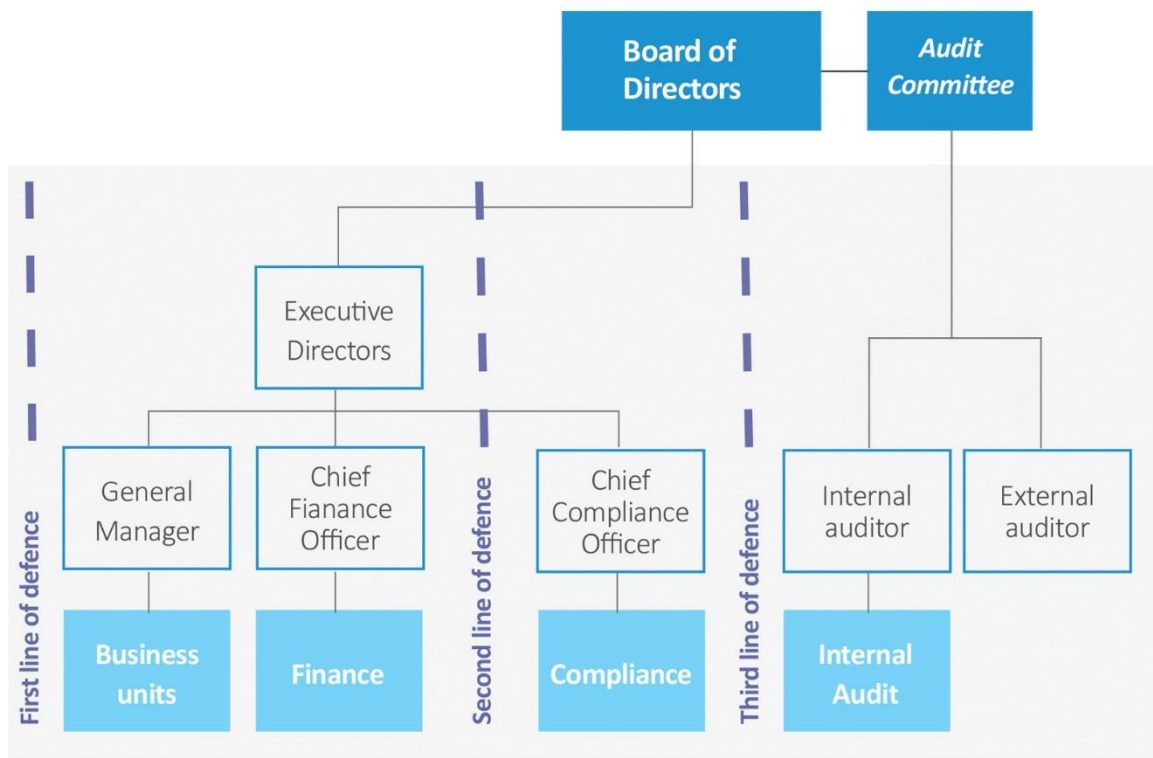 Board of
Directors
Audit
Committee
Executive
Directors
First line of defence
General
Manager
Chief
Fianance
Officer
Second line of defence
Chief
Compliance
Officer
Third line of defence
Internal
auditor
External
auditor
Business
units
Finance
Compliance
Internal
Audit